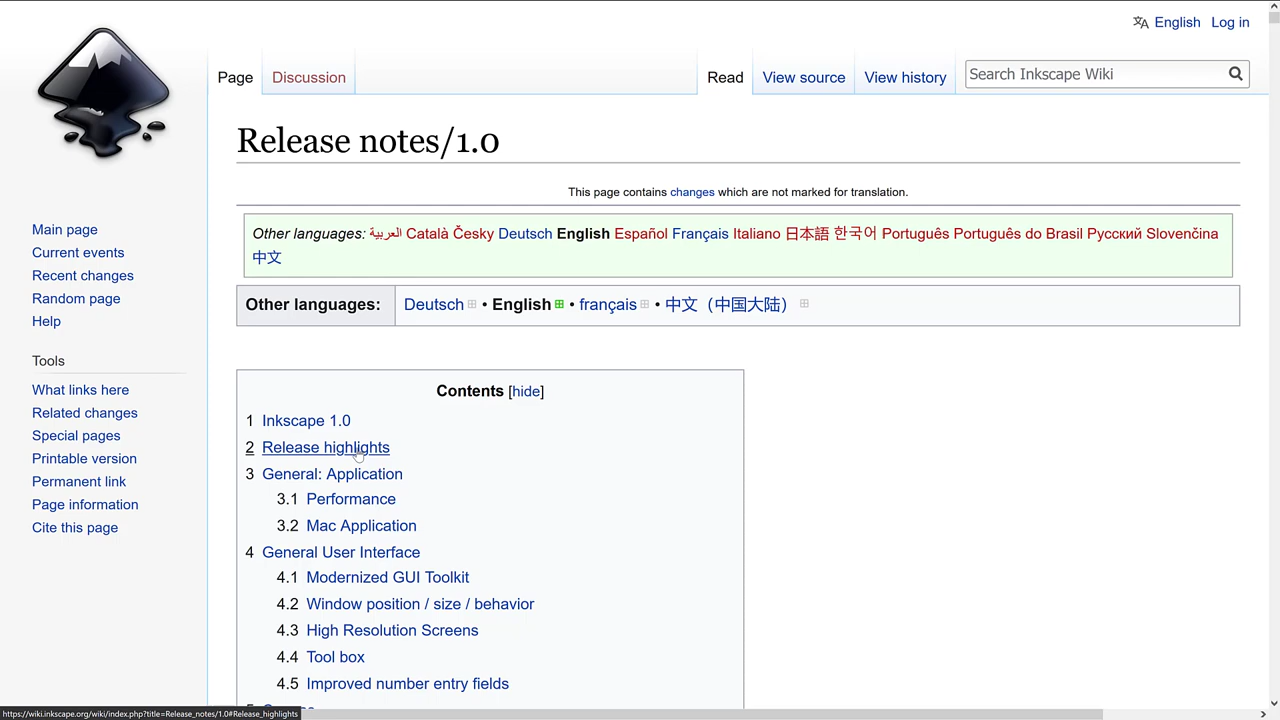 English Log in
Page Discussion Read View source View history Search Inkscape Wiki
Release notes/1.0
This page contains changes which are not marked for translation.
Other languages: العربية Català Česky Deutsch English Español Français Italiano 日本語 한국어 Português Português do Brasil Русский Slovenčina
中文
Other languages: Deutsch • English • français • 中文（中国大陆）
Main page
Current events
Recent changes
Random page
Help
Tools
What links here
Related changes
Special pages
Printable version
Permanent link
Page information
Cite this page
Contents [hide]
1 Inkscape 1.0
2 Release highlights
3 General: Application
3.1 Performance
3.2 Mac Application
4 General User Interface
4.1 Modernized GUI Toolkit
4.2 Window position / size / behavior
4.3 High Resolution Screens
4.4 Tool box
4.5 Improved number entry fields
https://wiki.inkscape.org/wiki/index.php?title=Release_notes/1.0#Release_highlights